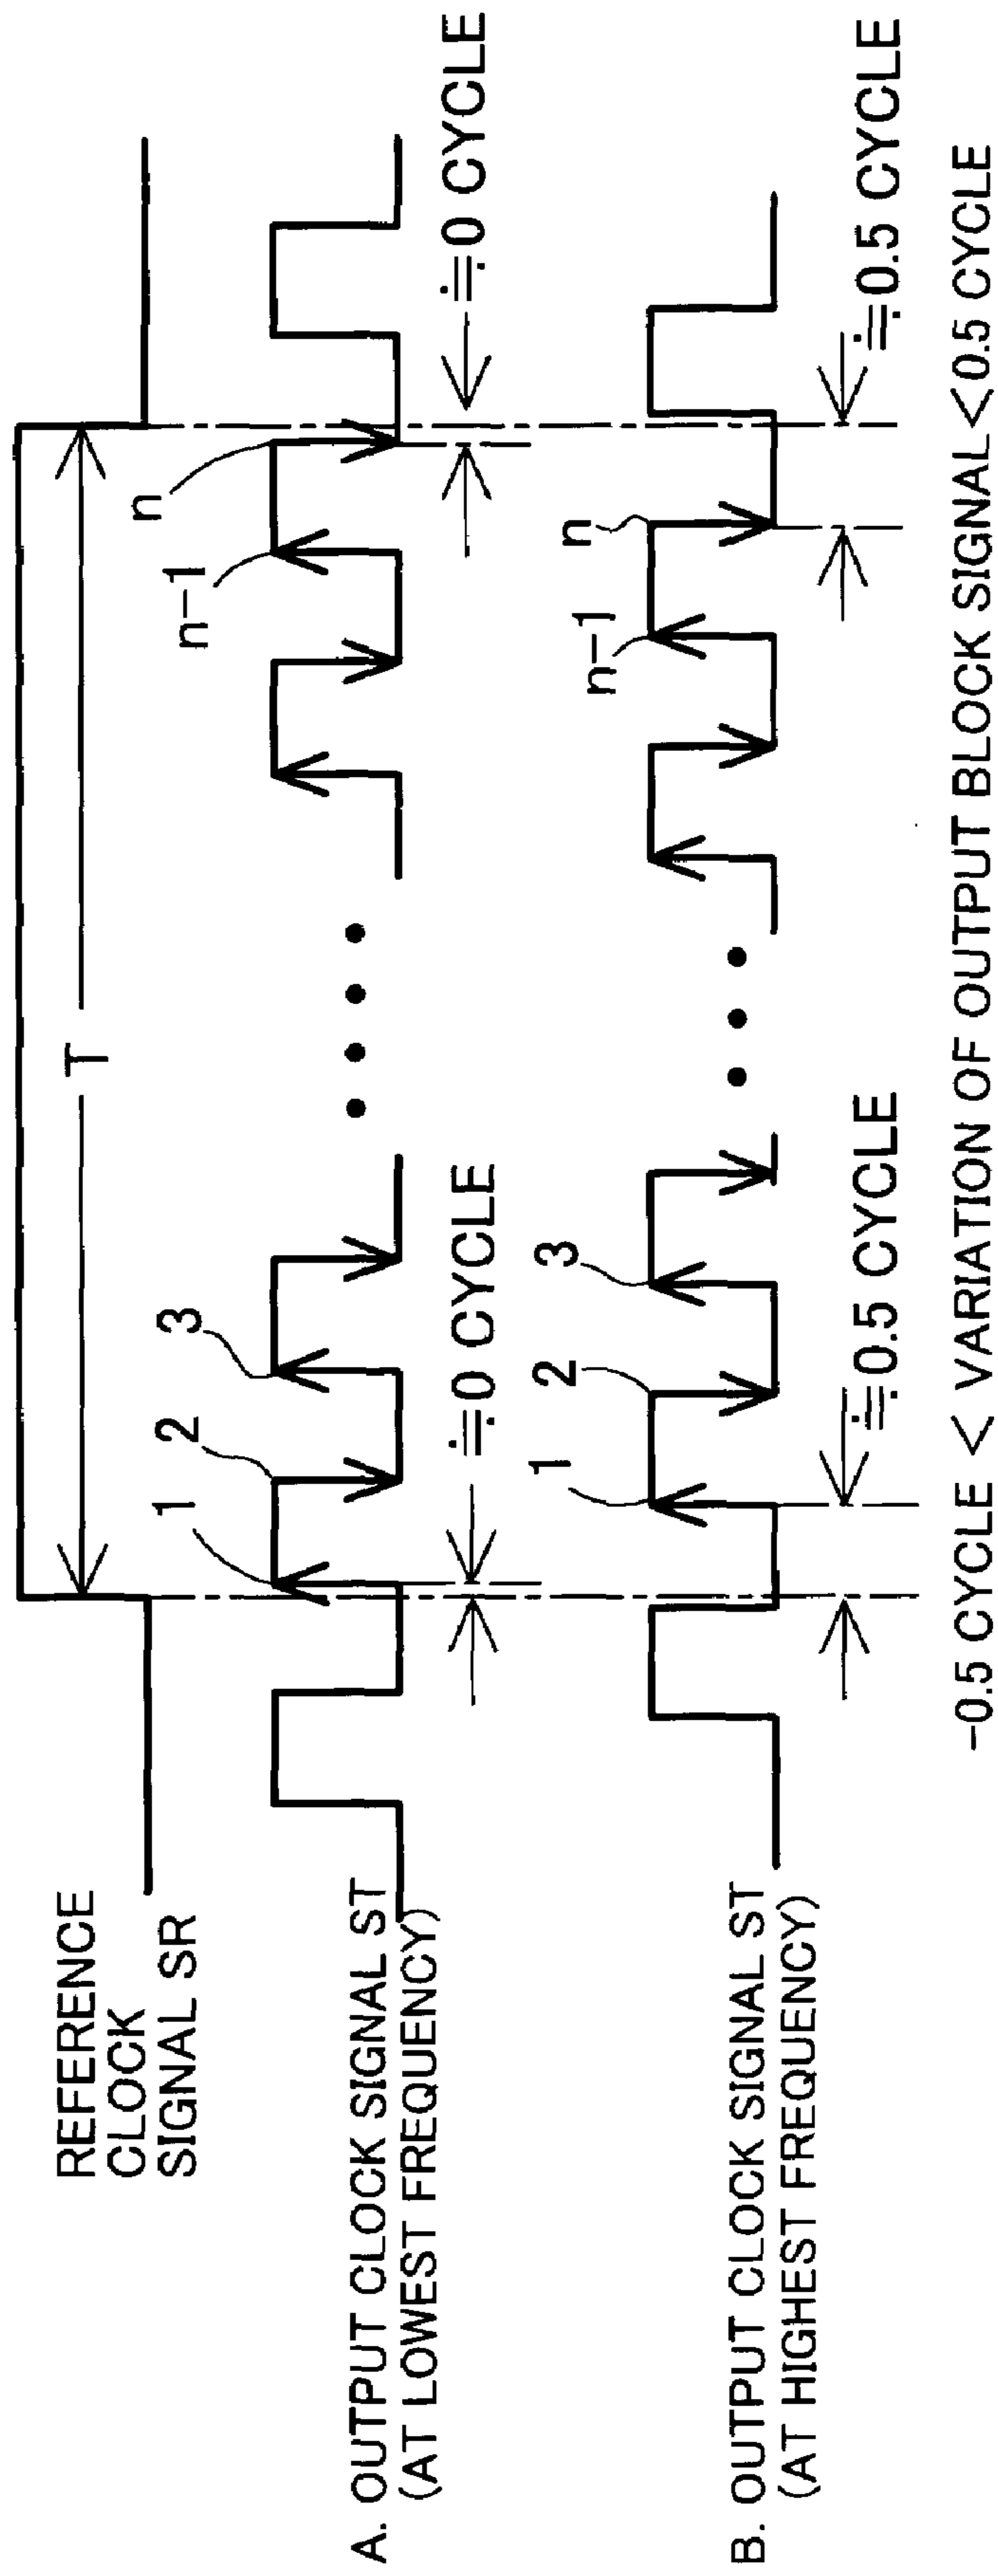 REFERENCE
CLOCK
SIGNAL SR
T
A. OUTPUT CLOCK SIGNAL ST
(AT LOWEST FREQUENCY)
1
2
3
n-1
n
≒0 CYCLE
≒0 CYCLE
B. OUTPUT CLOCK SIGNAL ST
(AT HIGHEST FREQUENCY)
1
2
3
n-1
n
≒0.5 CYCLE
≒0.5 CYCLE
-0.5 CYCLE < VARIATION OF OUTPUT BLOCK SIGNAL<0.5 CYCLE